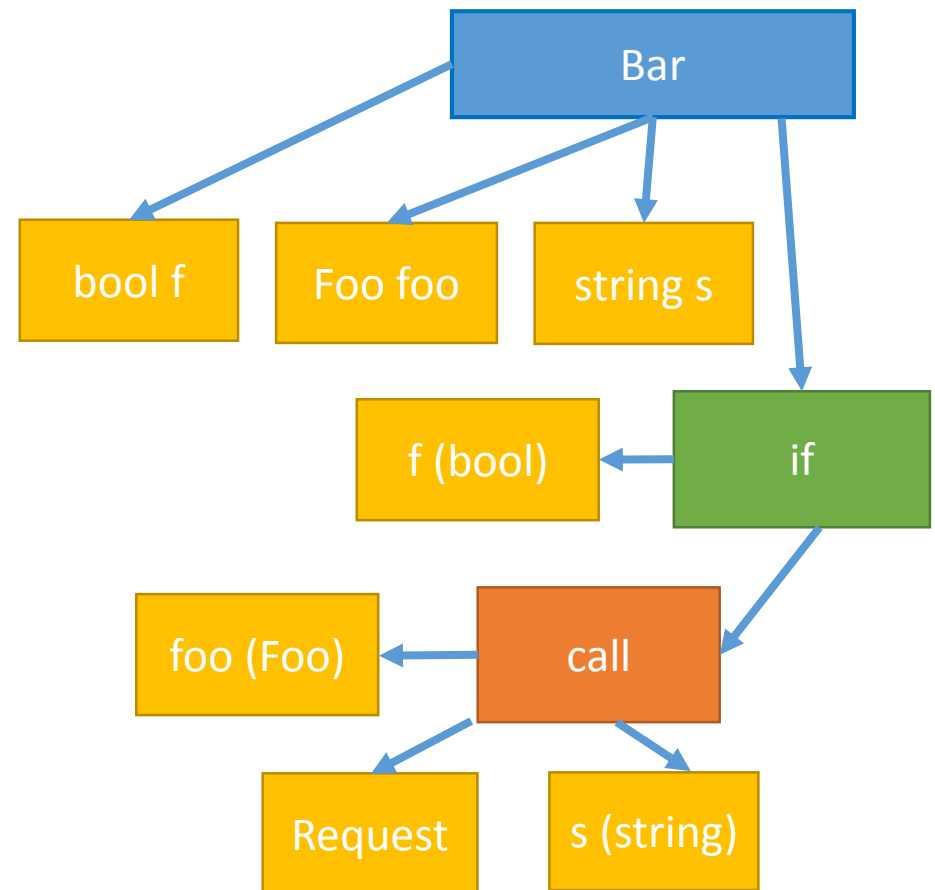 Bar
bool f
Foo foo
string s
f (bool)
if
foo (Foo)
call
Request
s (string)